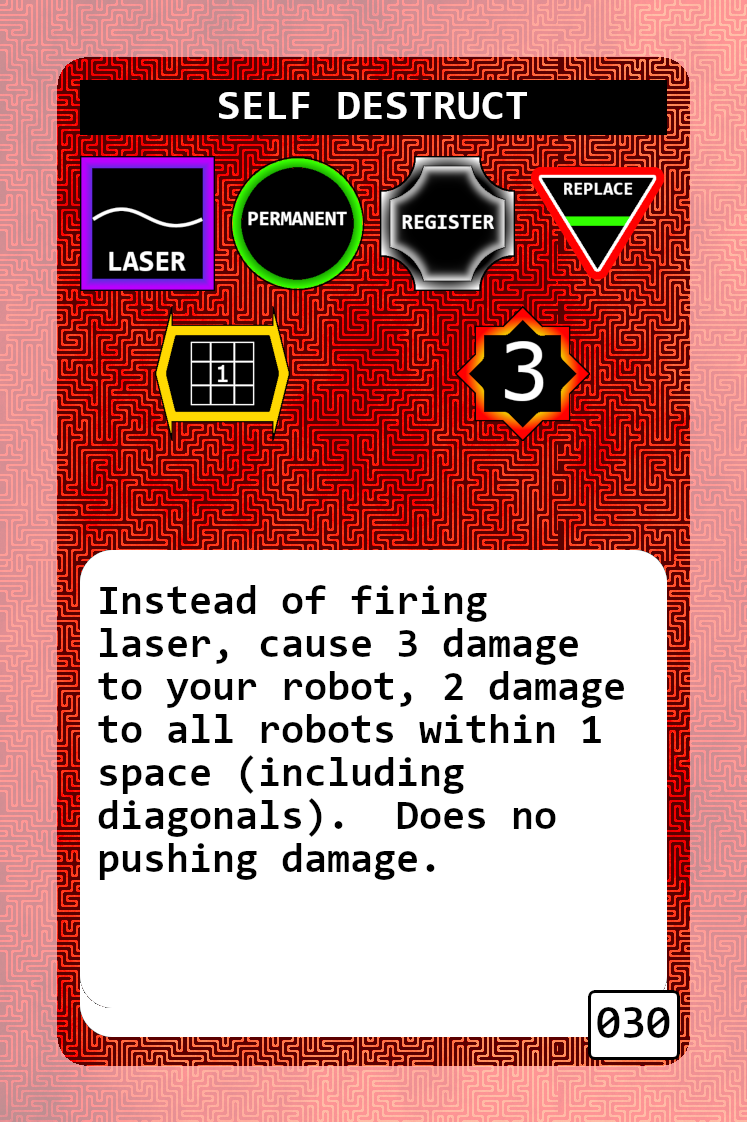 SELF DESTRUCT
LASER
PERMANENT
REGISTER
REPLACE
1
3
Instead of firing
laser, cause 3 damage
to your robot, 2 damage
to all robots within 1
space (including
diagonals).  Does no
pushing damage.
030